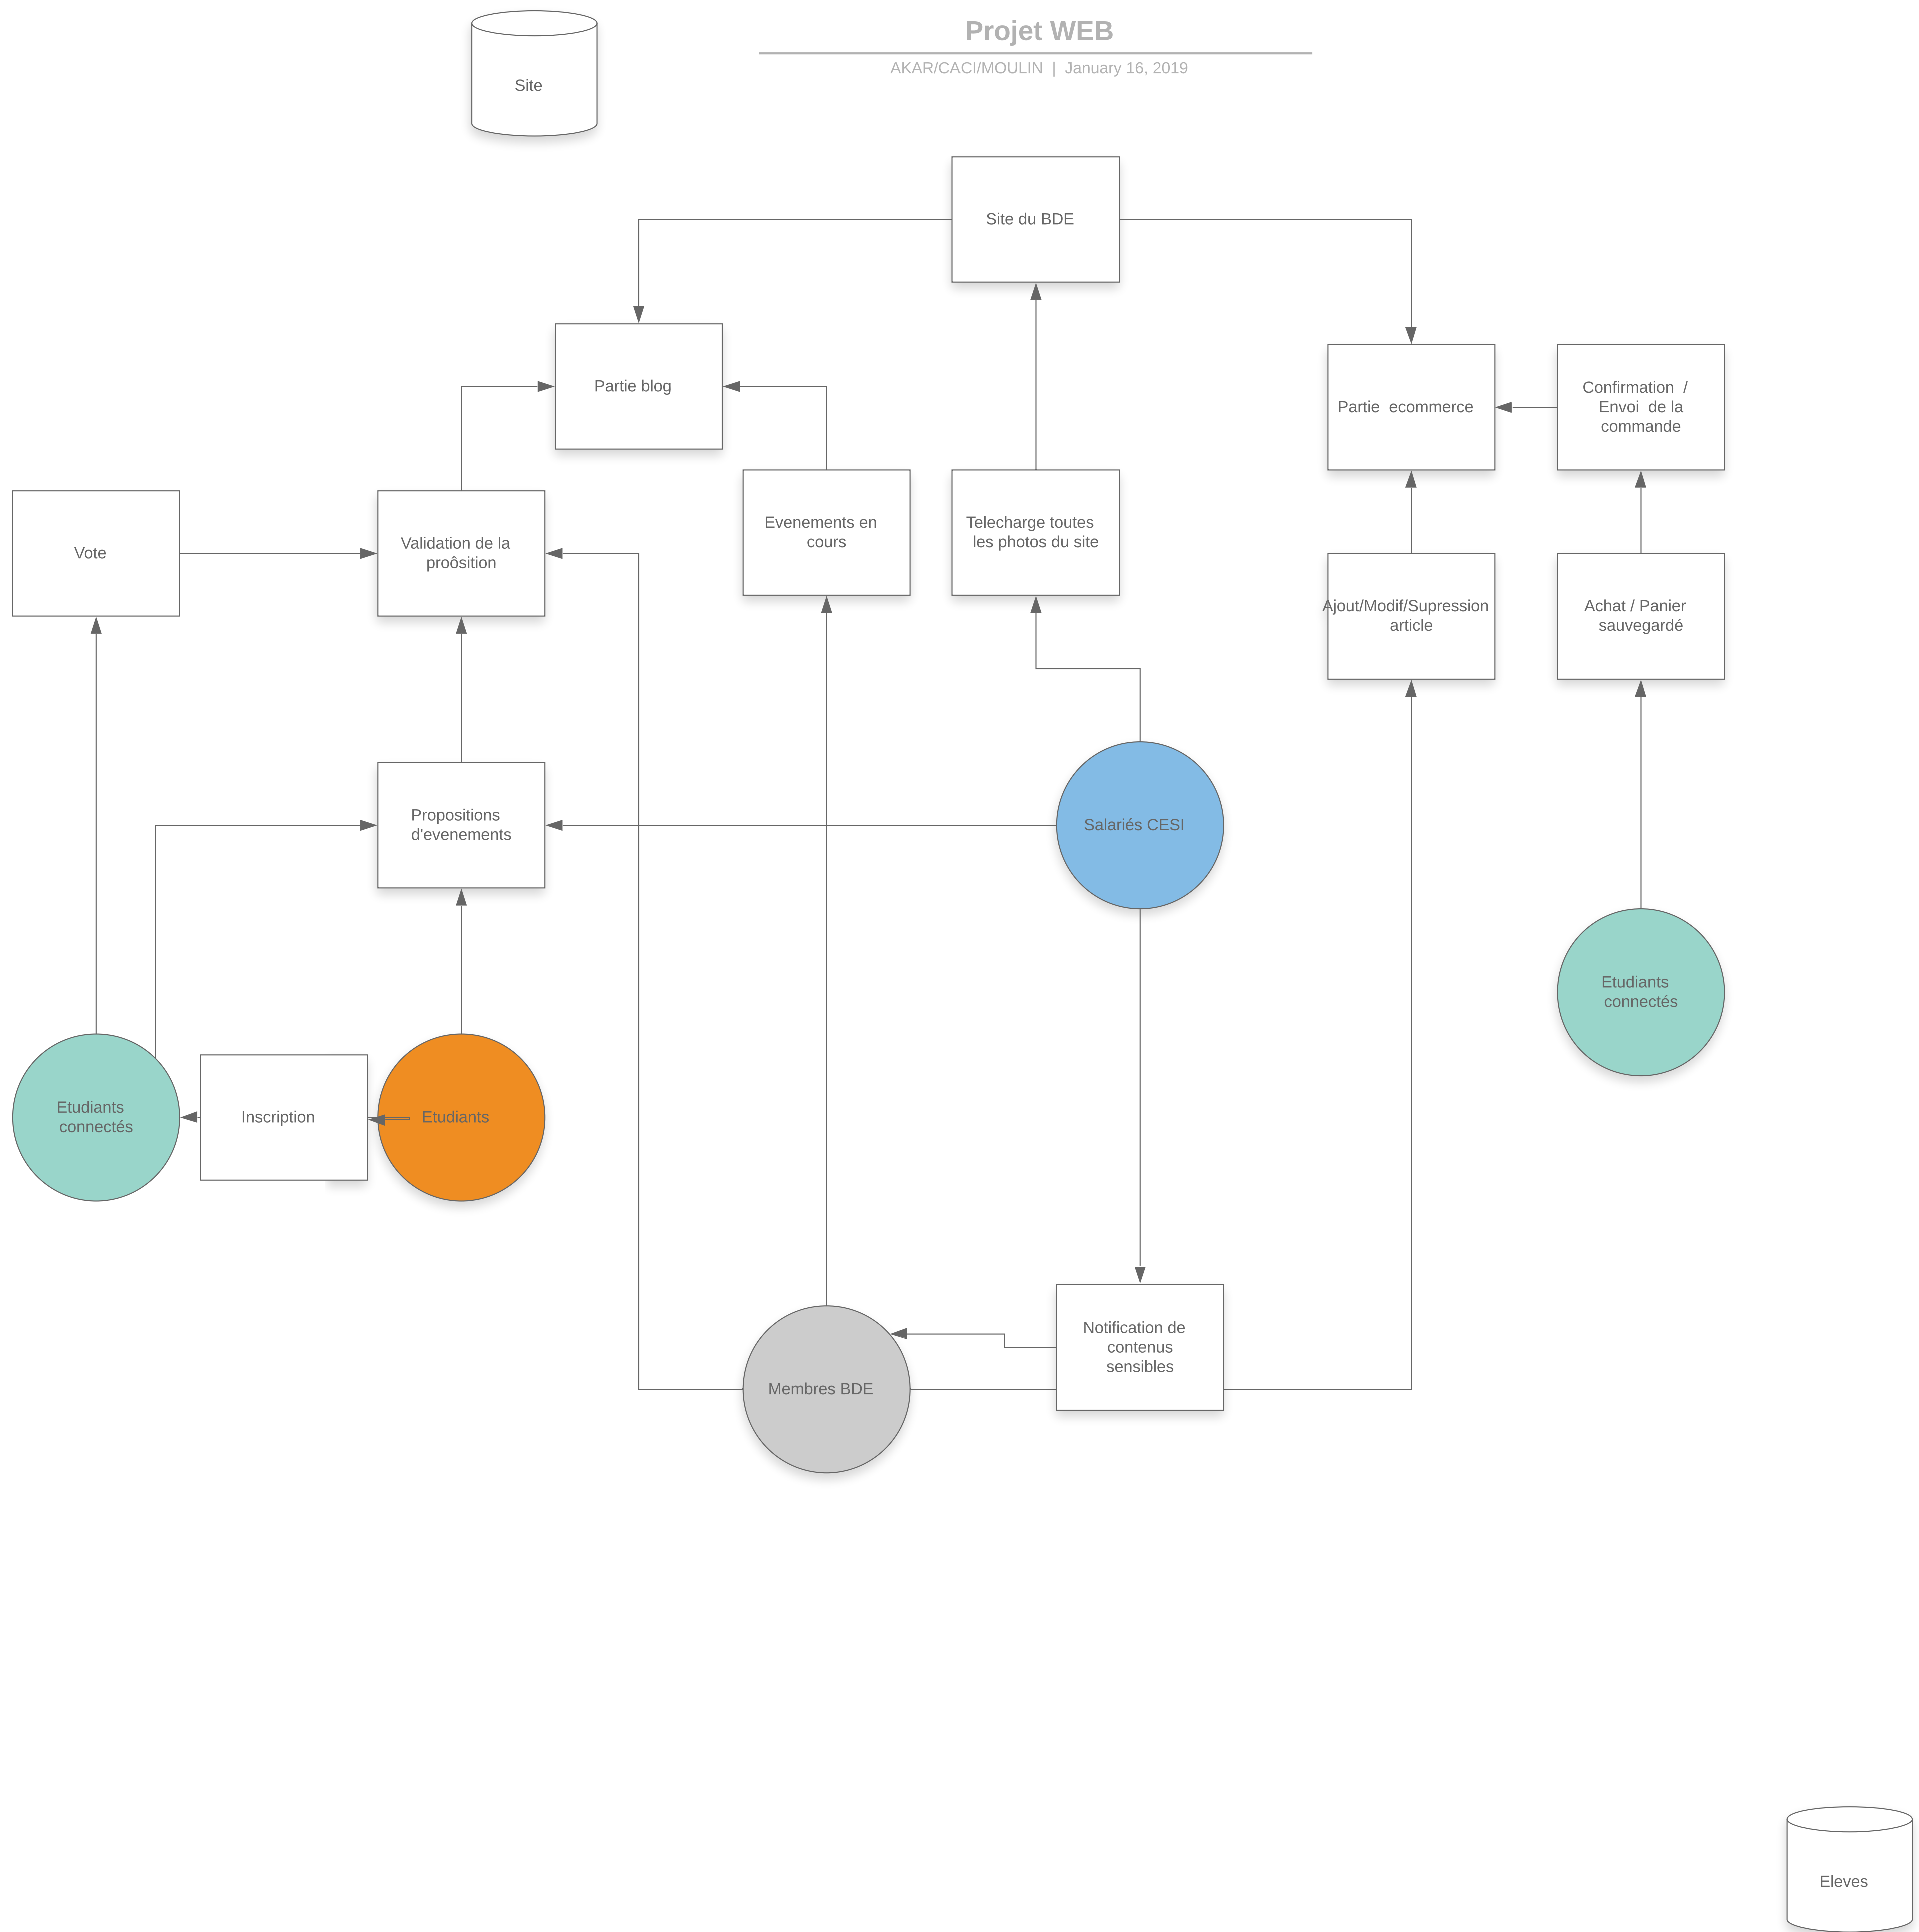 Projet WEB
AKAR/CACI/MOULIN | January 16, 2019
Site
Site du BDE
Partie blog
Partie ecommerce
Confirmation /
Envoi de la
commande
Vote
Validation de la
proôsition
Evenements en
cours
Telecharge toutes
les photos du site
Ajout/Modif/Supression
article
Achat / Panier
sauvegardé
Propositions
d'evenements
Salariés CESI
Etudiants
connectés
Etudiants
connectés
Inscription
Etudiants
Notification de
contenus
sensibles
Membres BDE
Eleves